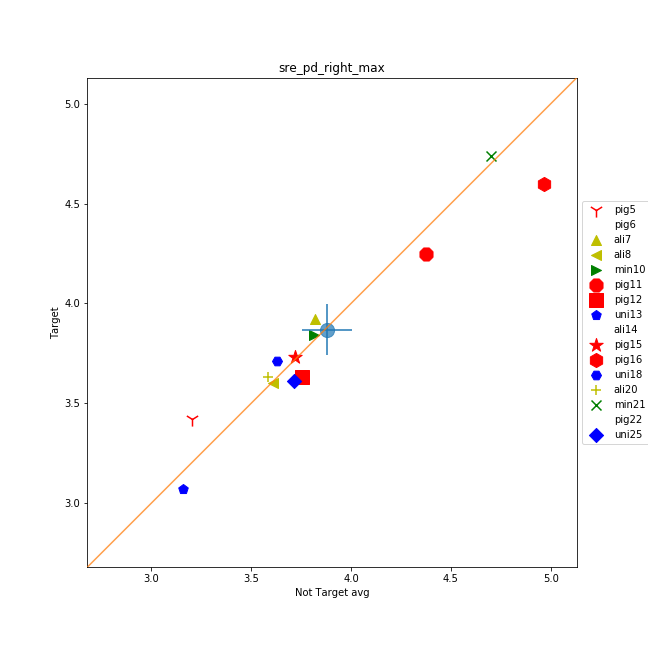 sre_pd_right_max
5.0
4.5
4.0
3.5
3.0
Target
3.0 3.5 4.0 4.5 5.0
Not Target avg
pig5
pig6
ali7
ali8
min10
pig11
pig12
uni13
ali14
pig15
pig16
uni18
ali20
min21
pig22
uni25